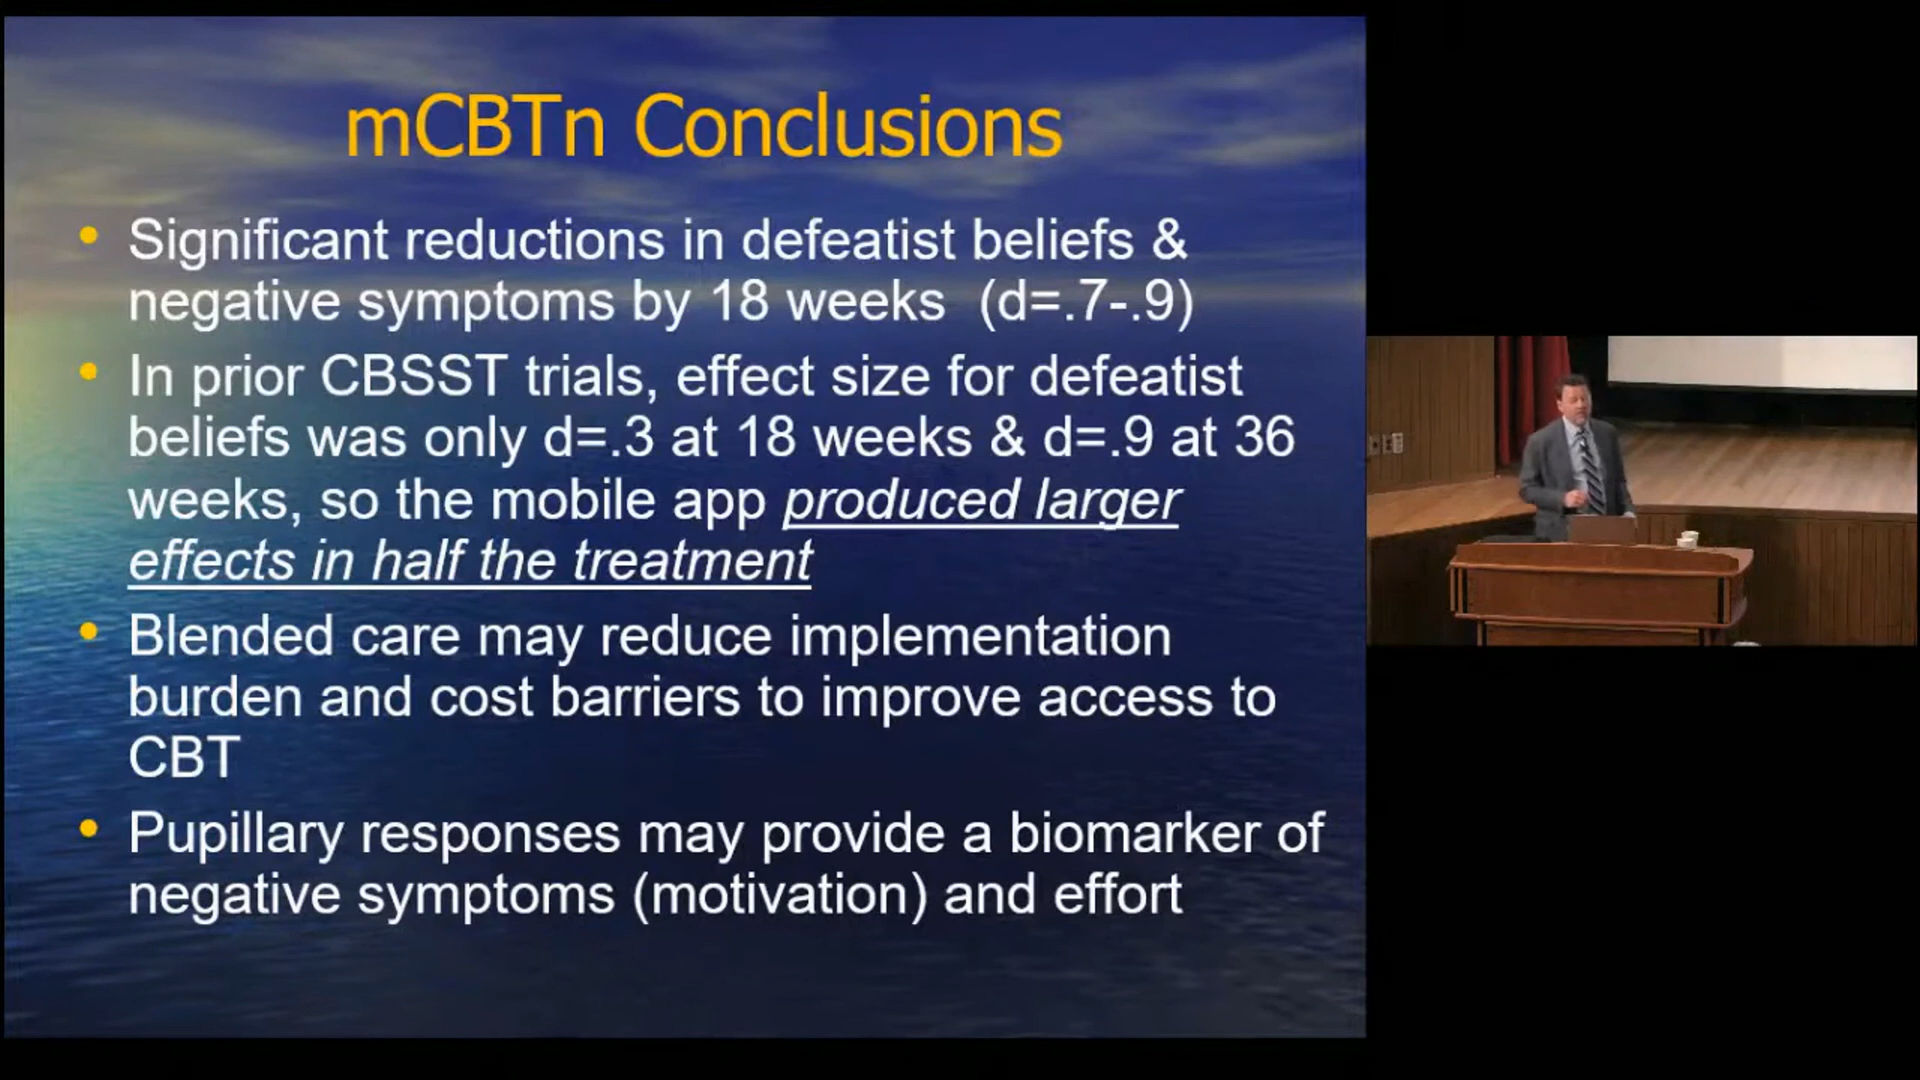 mCBTn Conclusions
• Significant reductions in defeatist beliefs &
negative symptoms by 18 weeks (d=.7-.9)
• In prior CBSST trials, effect size for defeatist
beliefs was only d=.3 at 18 weeks & d=.9 at 36
weeks, so the mobile app produced larger
effects in half the treatment
• Blended care may reduce implementation
burden and cost barriers to improve access to
CBT
• Pupillary responses may provide a biomarker of
negative symptoms (motivation) and effort